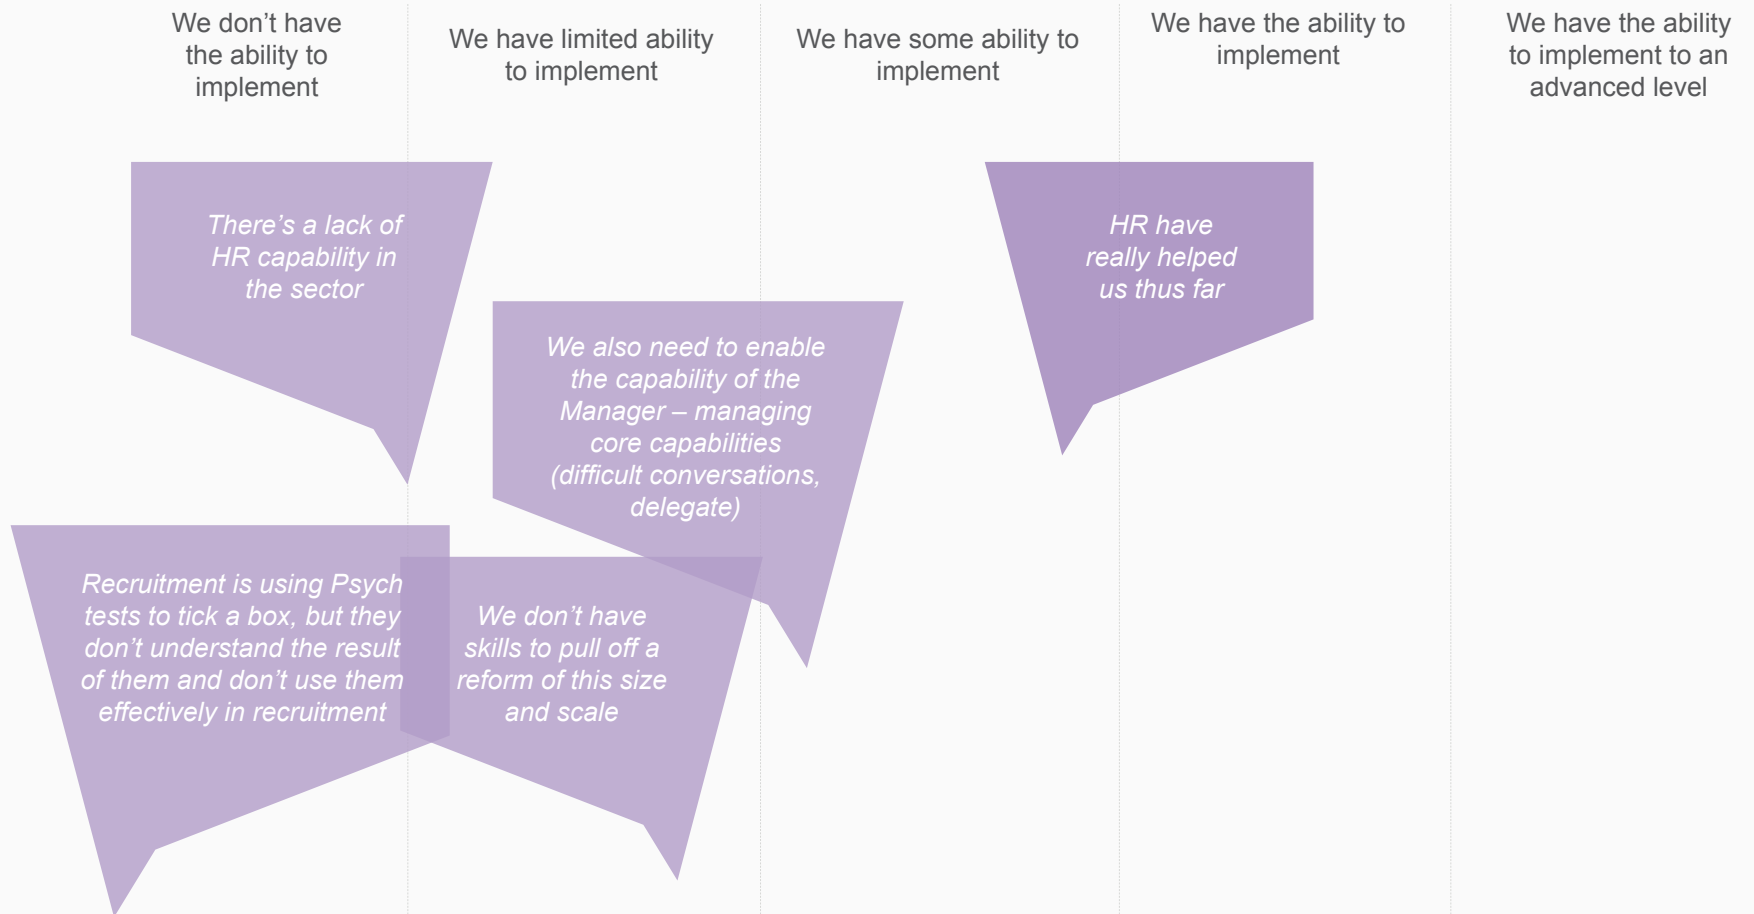 We don’t have
the ability to
implement
We have limited ability
to implement
We have some ability to
implement
We have the ability to
implement
We have the ability
to implement to an
advanced level
There’s a lack of
HR capability in
the sector
HR have
really helped
us thus far
We also need to enable
the capability of the
Manager – managing
core capabilities
(difficult conversations,
delegate)
Recruitment is using Psych
tests to tick a box, but they
don’t understand the result
of them and don’t use them
effectively in recruitment
We don’t have
skills to pull off a
reform of this size
and scale